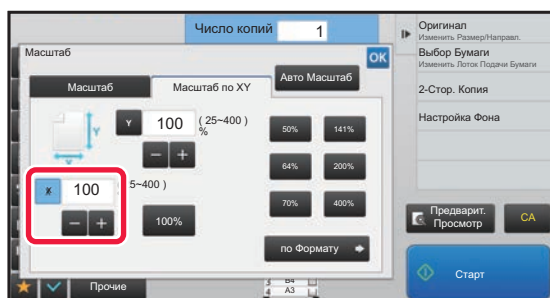 Число копий 1
Масштаб
OK
Масштаб
Масштаб по XY
Авто Масштаб
Y
100
( 25~400 )
%
Y
X
X
100
5~400 )
100%
50%
141%
64%
200%
70%
400%
по Формату
Оригинал
Изменить Размер/Направл.
Выбор Бумаги
Изменить Лоток Подачи Бумаги
2-Стор. Копия
Настройка Фона
Предварит.
Просмотр
CA
Старт
Прочие
3 B4
4 A3